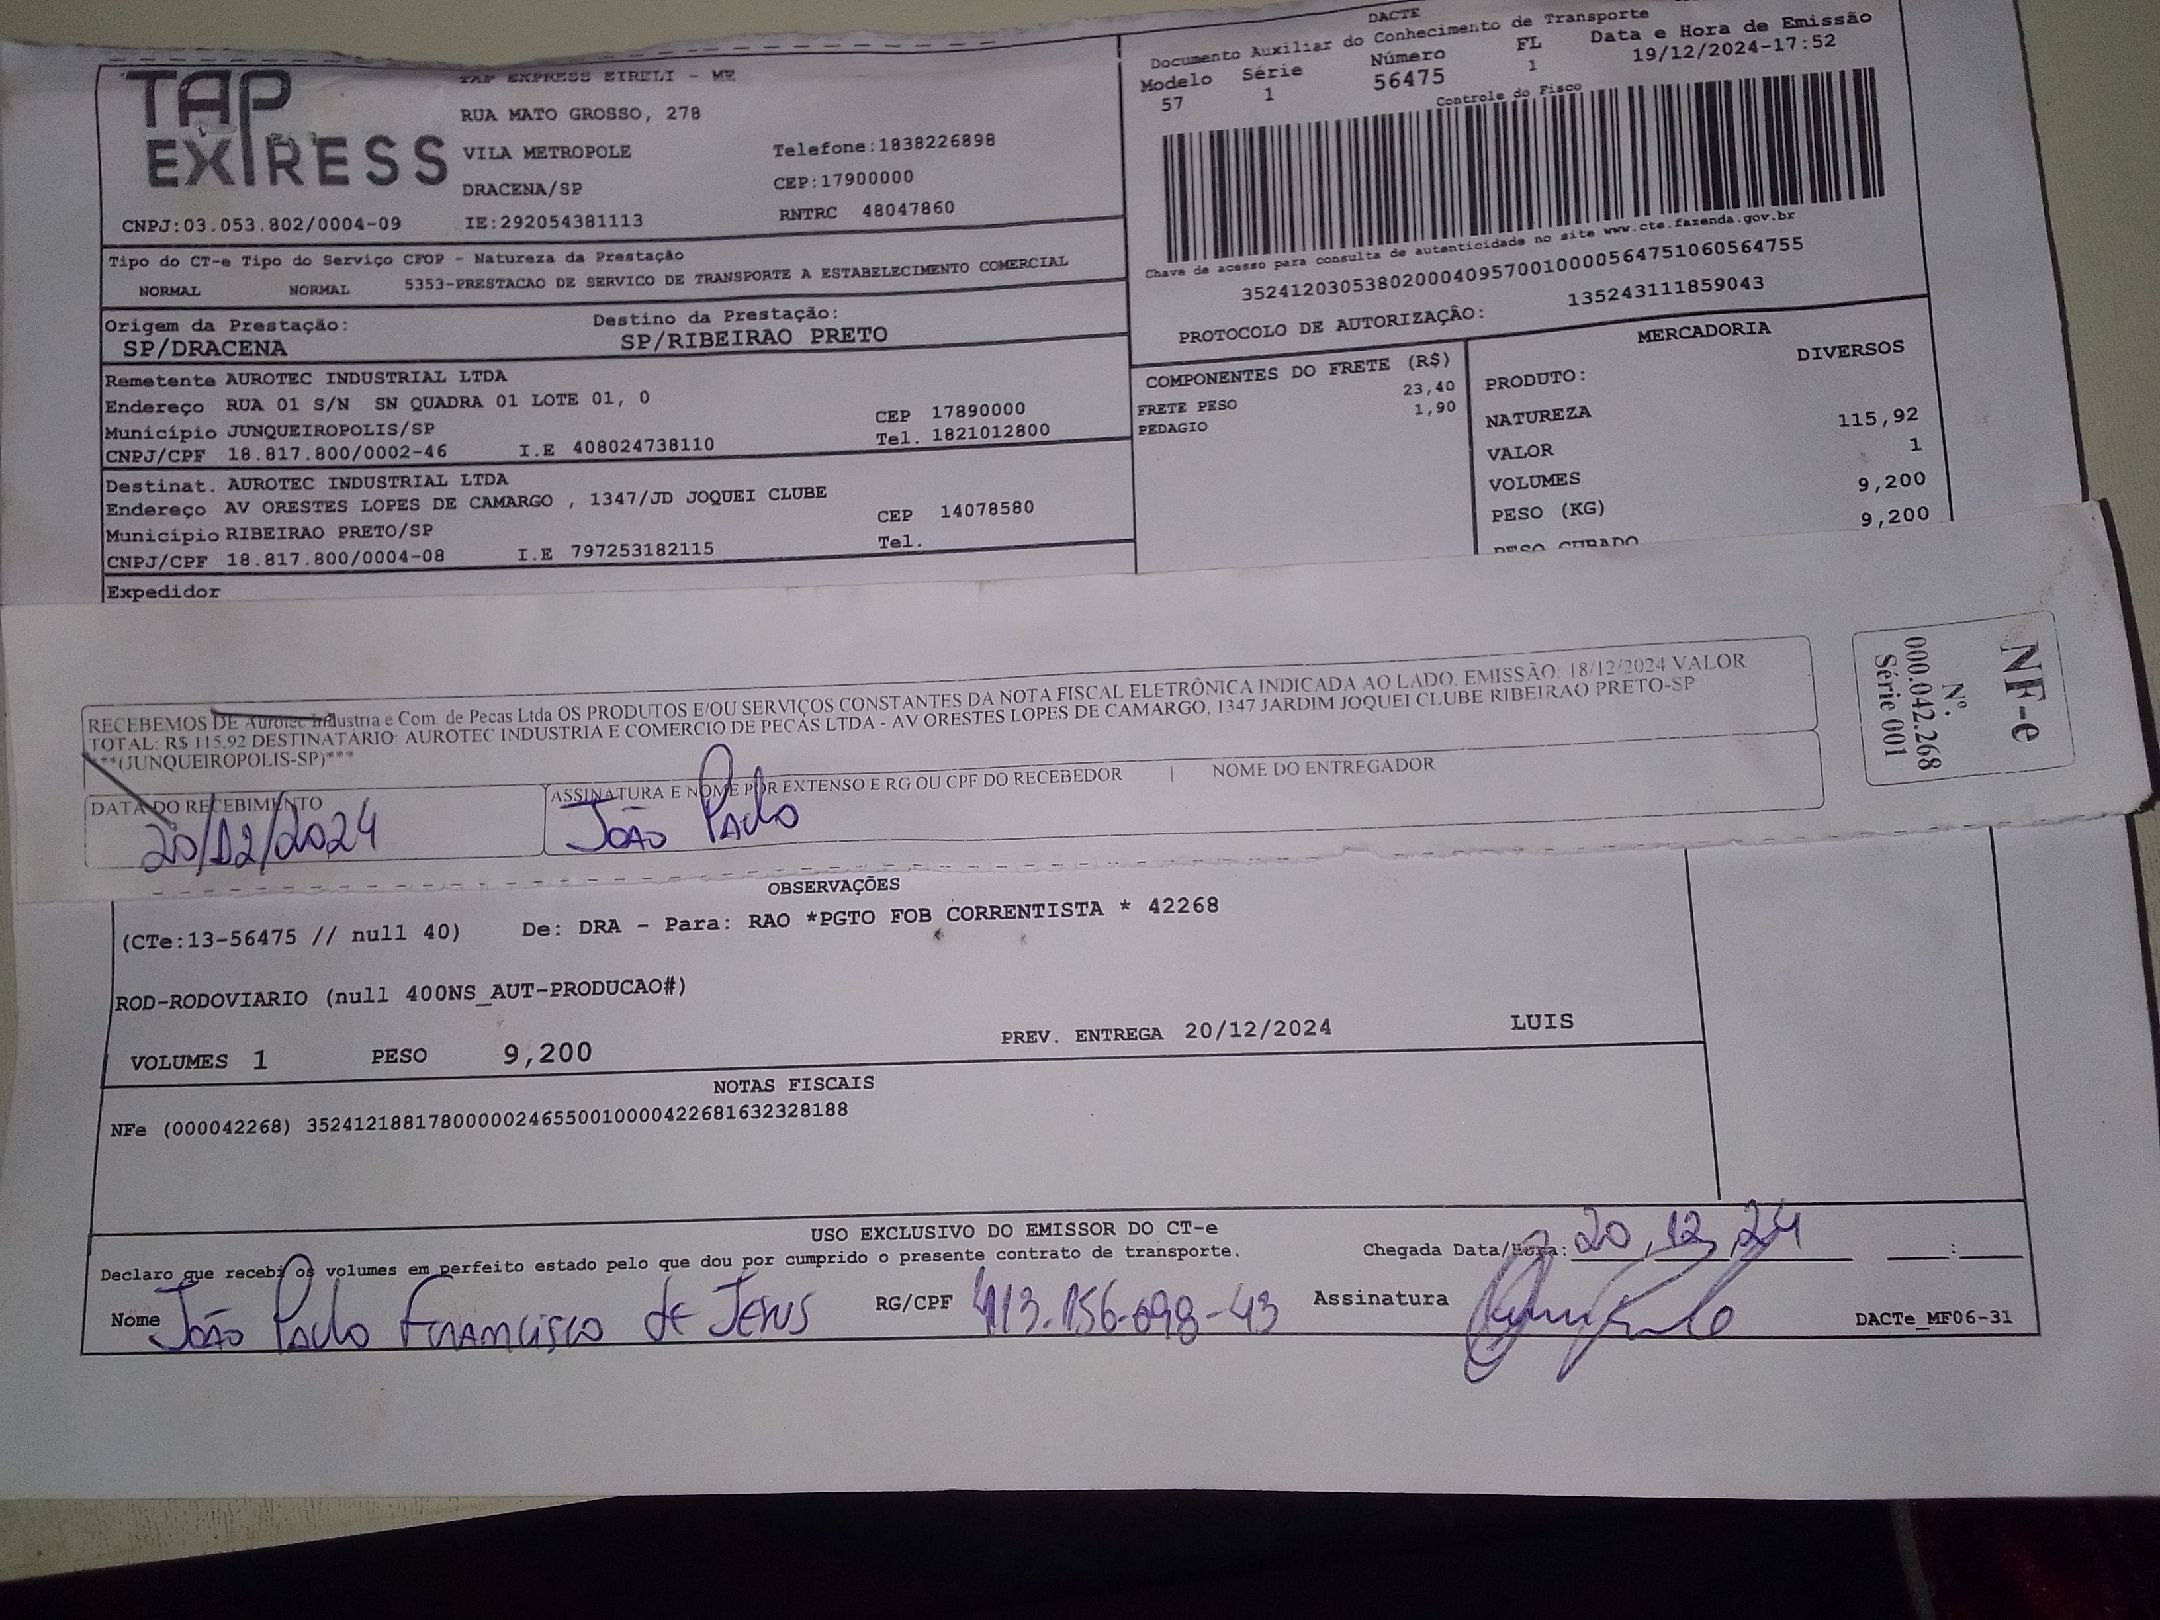 DACTE
Documento Auxiliar do Conhecimento de Transporte
Modelo Série Número FL Data e Hora de Emissão
57 1 56475 1 19/12/2024-17:52
Controle do Fisco
TAP EXPRESS
TAP EXPRESS EIRELI - ME
RUA MATO GROSSO, 278
VILA METROPOLE Telefone:1838226898
DRACENA/SP CEP:17900000
CNPJ:03.053.802/0004-09 IE:292054381113 RNTRC 48047860
Chave de acesso para consulta de autenticidade no site www.cte.fazenda.gov.br
35241203053802000409570010000564751060564755
PROTOCOLO DE AUTORIZAÇÂO: 135243111859043
Tipo do CT-e Tipo do Serviço CFOP - Natureza da Prestação
NORMAL NORMAL 5353-PRESTACAO DE SERVICO DE TRANSPORTE A ESTABELECIMENTO COMERCIAL
Origem da Prestação: Destino da Prestação:
SP/DRACENA SP/RIBEIRAO PRETO
Remetente AUROTEC INDUSTRIAL LTDA
Endereço RUA 01 S/N SN QUADRA 01 LOTE 01, 0 CEP 17890000
Município JUNQUEIROPOLIS/SP Tel. 1821012800
CNPJ/CPF 18.817.800/0002-46 I.E 408024738110
Destinat. AUROTEC INDUSTRIAL LTDA
Endereço AV ORESTES LOPES DE CAMARGO , 1347/JD JOQUEI CLUBE
Município RIBEIRAO PRETO/SP CEP 14078580
CNPJ/CPF 18.817.800/0004-08 I.E 797253182115 Tel.
Expedidor
COMPONENTES DO FRETE (R$)
FRETE PESO 23,40
PEDAGIO 1,90
MERCADORIA
PRODUTO: DIVERSOS
NATUREZA
VALOR 115,92
VOLUMES 1
PESO (KG) 9,200
PESO CUBADO 9,200
RECEBEMOS DE Aurotec Industria e Com. de Pecas Ltda OS PRODUTOS E/OU SERVIÇOS CONSTANTES DA NOTA FISCAL ELETRÔNICA INDICADA AO LADO. EMISSÃO: 18/12/2024 VALOR
TOTAL: R$ 115,92 DESTINATÁRIO: AUROTEC INDUSTRIA E COMERCIO DE PECAS LTDA - AV ORESTES LOPES DE CAMARGO, 1347 JARDIM JOQUEI CLUBE RIBEIRAO PRETO-SP
***(JUNQUEIROPOLIS-SP)***
DATA DO RECEBIMENTO ASSINATURA E NOME POR EXTENSO E RG OU CPF DO RECEBEDOR | NOME DO ENTREGADOR
20/12/2024 João Paulo
NF-e
Nº.
000.042.268
Série 001
OBSERVAÇÕES
(CTe:13-56475 // null 40) De: DRA - Para: RAO *PGTO FOB CORRENTISTA * 42268
ROD-RODOVIARIO (null 400NS_AUT-PRODUCAO#)
VOLUMES 1 PESO 9,200 PREV. ENTREGA 20/12/2024 LUIS
NOTAS FISCAIS
NFe (000042268) 35241218817800000246550010000422681632328188
USO EXCLUSIVO DO EMISSOR DO CT-e
Declaro que recebi os volumes em perfeito estado pelo que dou por cumprido o presente contrato de transporte. Chegada Data/Hora: 20, 12, 24 :
Nome João Paulo Francisco de Jesus RG/CPF 413.156.098-43 Assinatura
DACTe_MF06-31